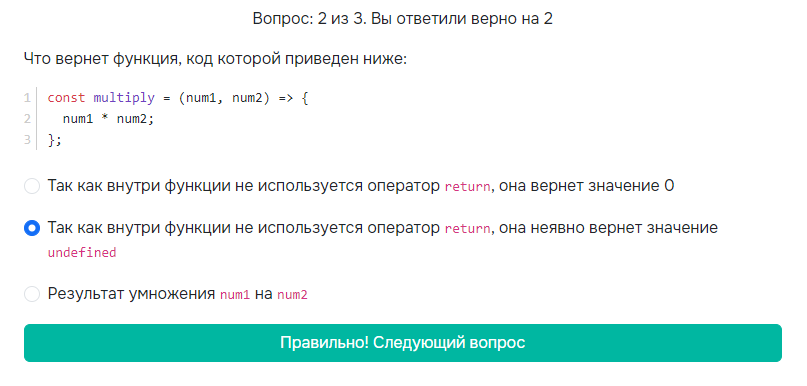 Вопрос: 2 из 3. Вы ответили верно на 2
Что вернет функция, код которой приведен ниже:
1 const multiply = (num1, num2) => {
2   num1 * num2;
3 };
Так как внутри функции не используется оператор return, она вернет значение 0
Так как внутри функции не используется оператор return, она неявно вернет значение
undefined
Результат умножения num1 на num2
Правильно! Следующий вопрос